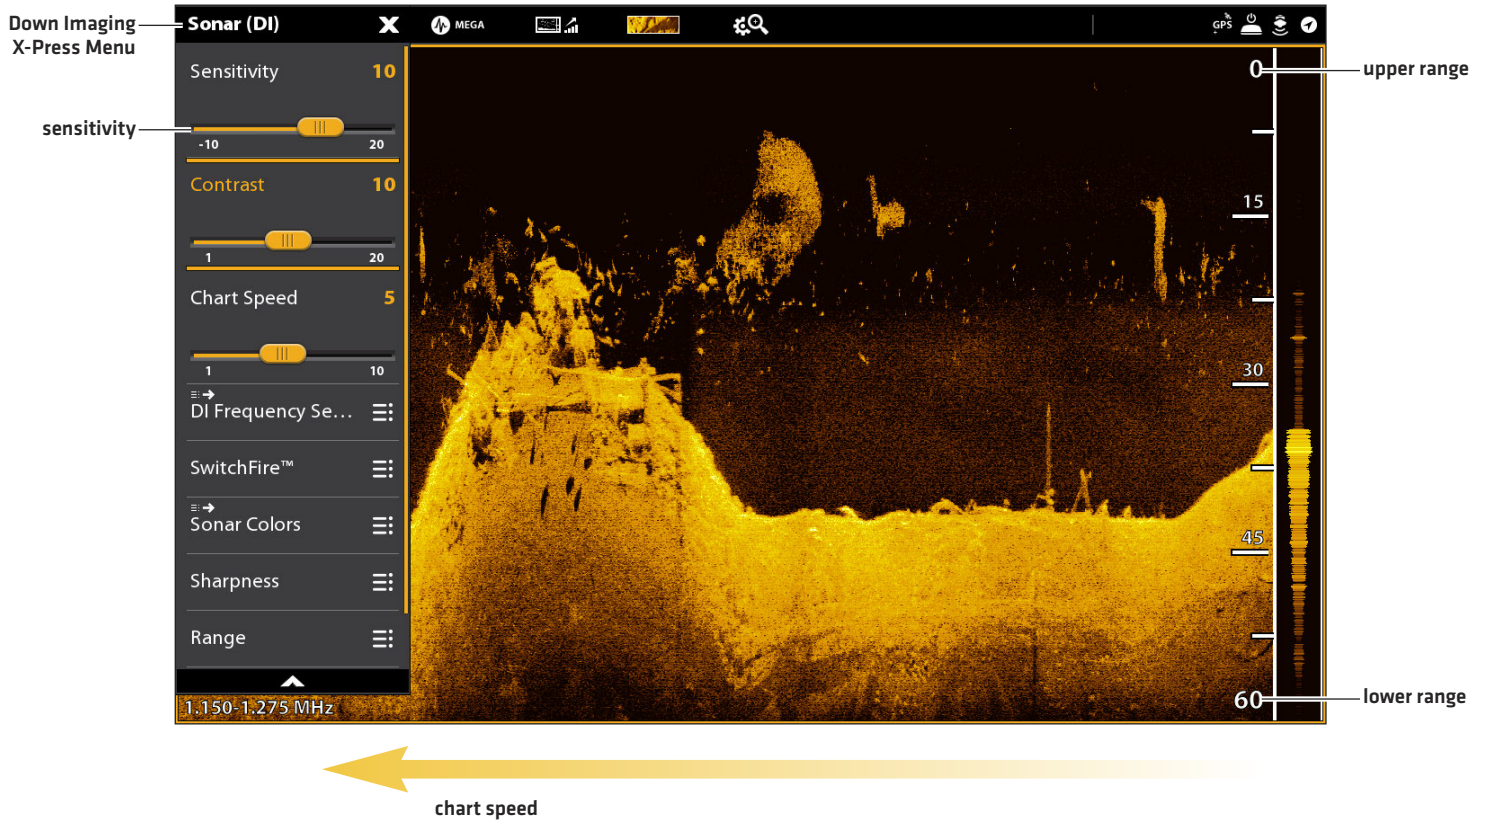 Down Imaging
X-Press Menu
Sonar (DI)
X
MEGA
GPS
Sensitivity 10
sensitivity
-10 20
Contrast 10
1 20
Chart Speed 5
1 10
DI Frequency Se...
SwitchFire™
Sonar Colors
Sharpness
Range
1.150-1.275 MHz
0
upper range
15
30
45
60
lower range
chart speed